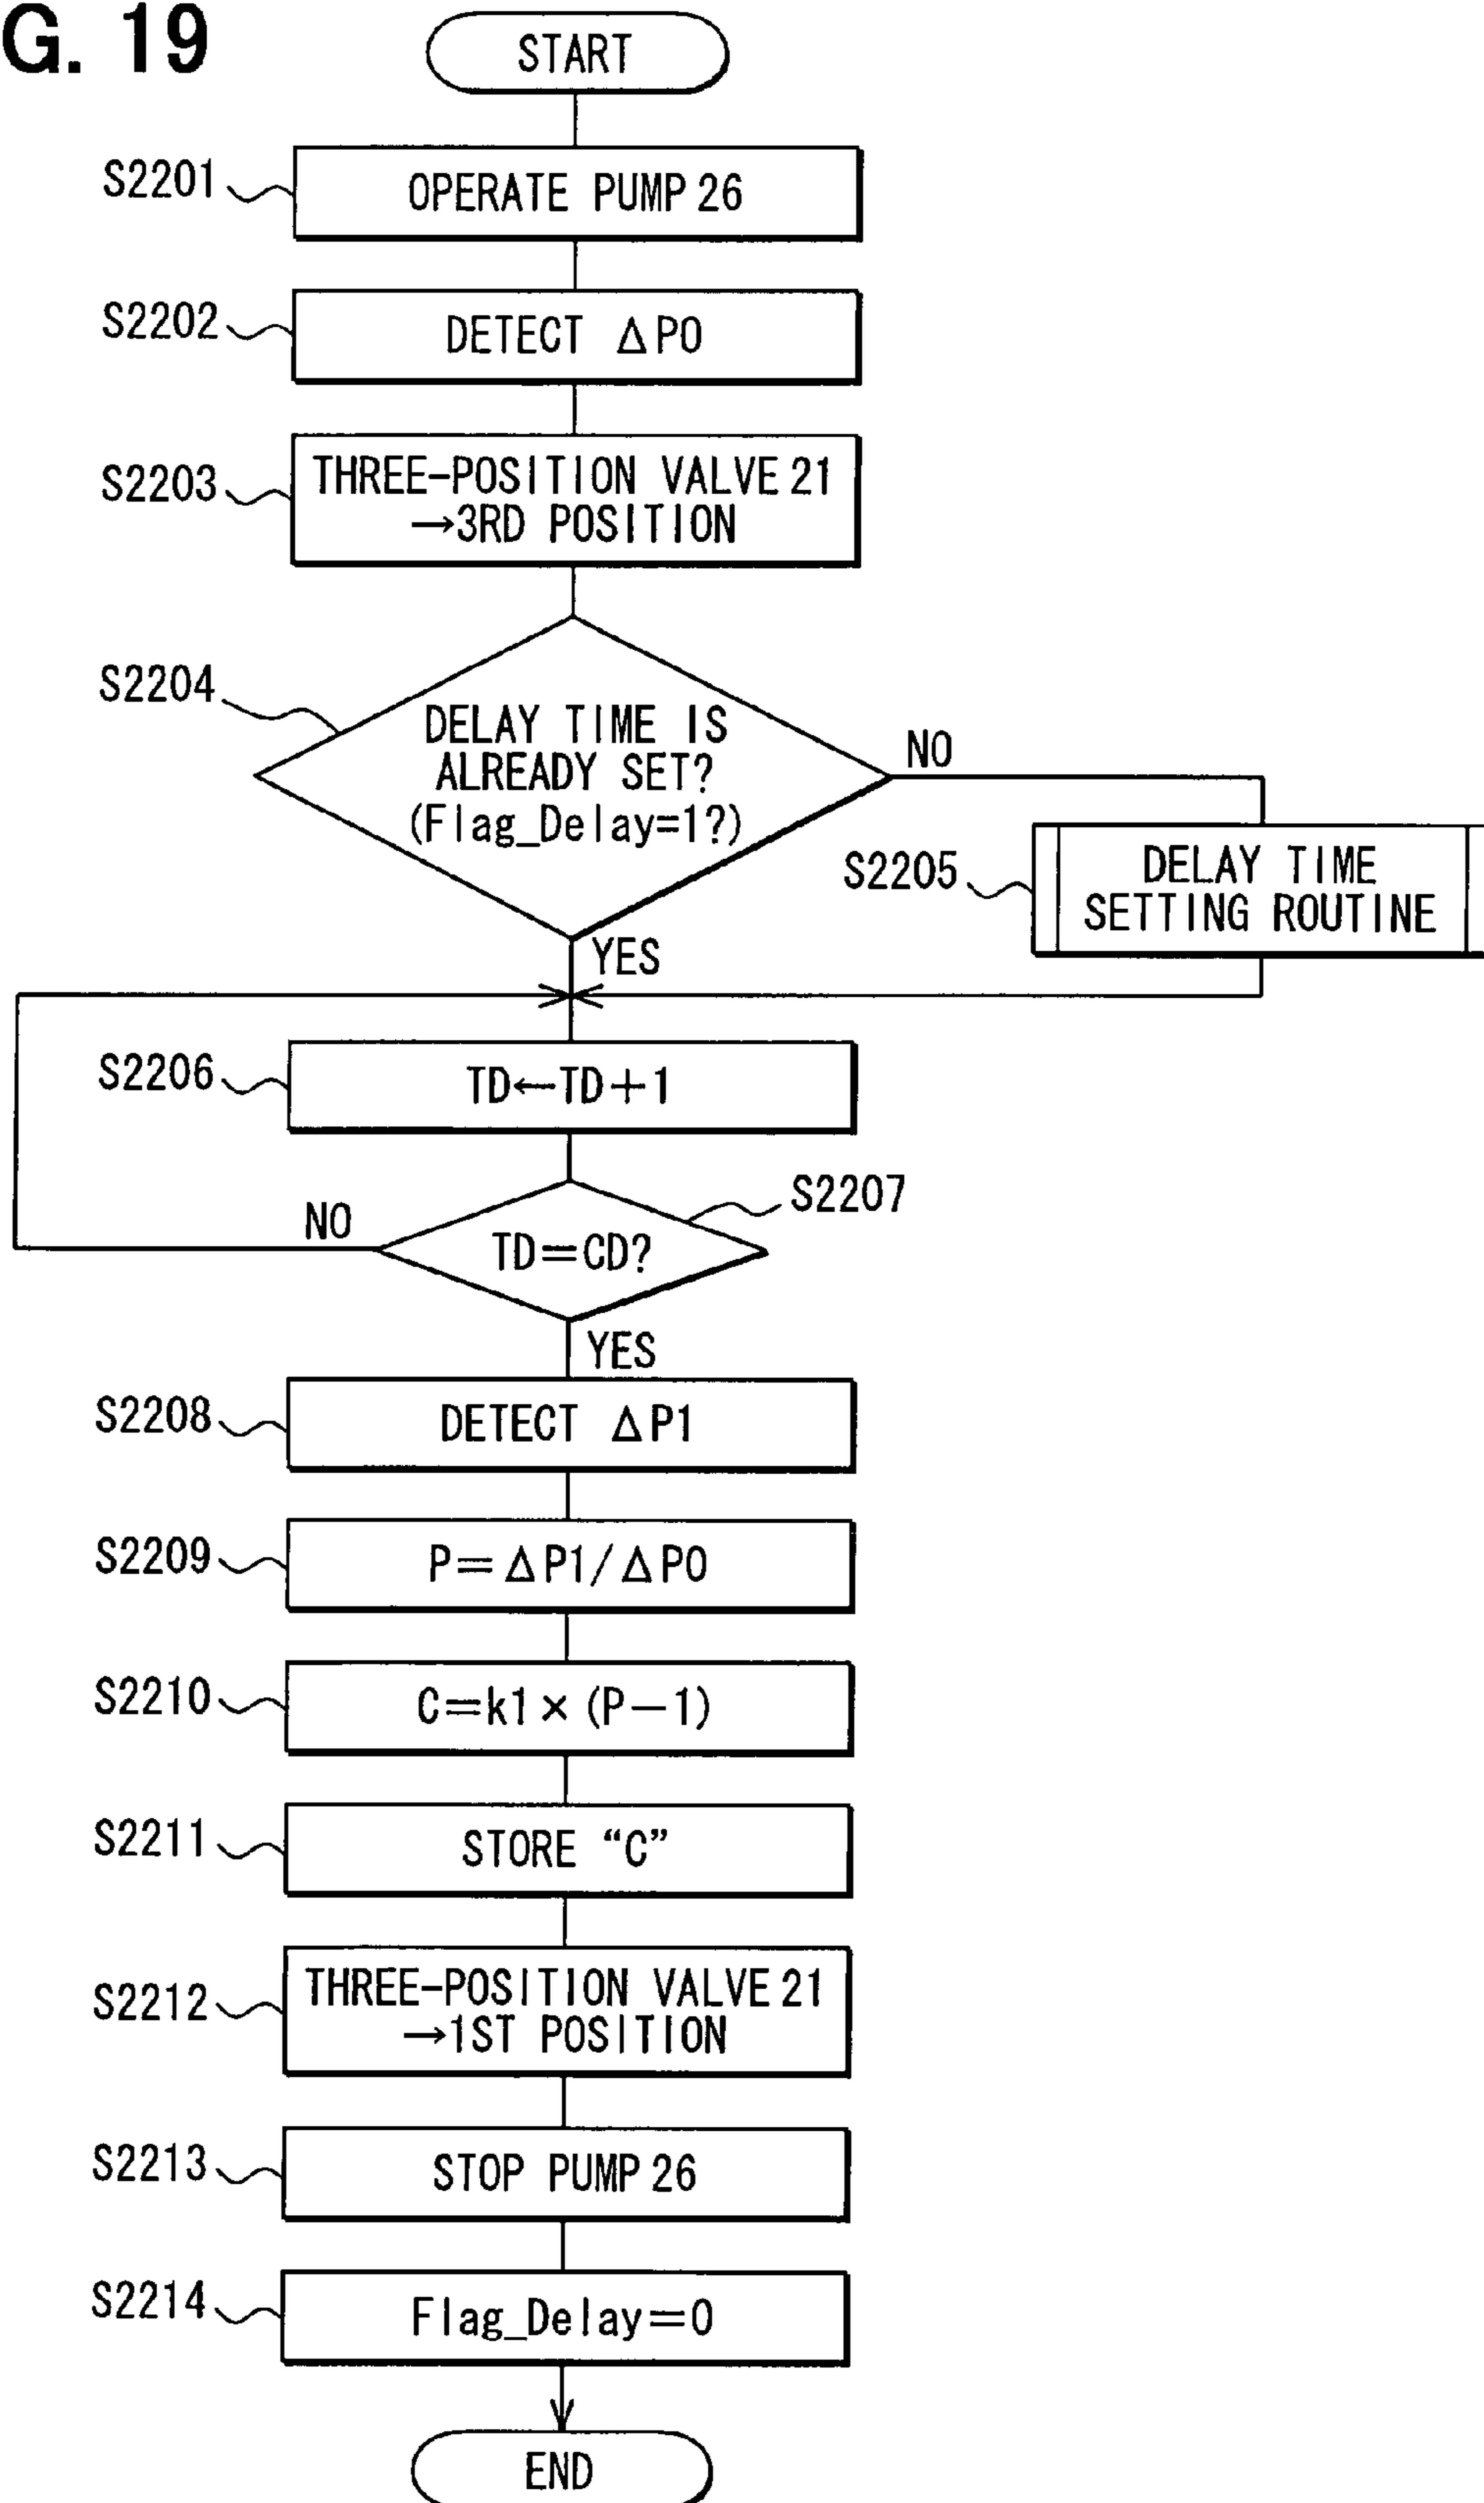 G. 19
START
S2201
OPERATE PUMP 26
S2202
DETECT ΔP0
S2203
THREE-POSITION VALVE 21
→3RD POSITION
S2204
DELAY TIME IS
ALREADY SET?
(Flag_Delay=1?)
NO
YES
S2205
DELAY TIME
SETTING ROUTINE
S2206
TD←TD+1
S2207
TD=CD?
NO
YES
S2208
DETECT ΔP1
S2209
P=ΔP1/ΔP0
S2210
C=k1×(P−1)
S2211
STORE “C”
S2212
THREE-POSITION VALVE 21
→1ST POSITION
S2213
STOP PUMP 26
S2214
Flag_Delay=0
END